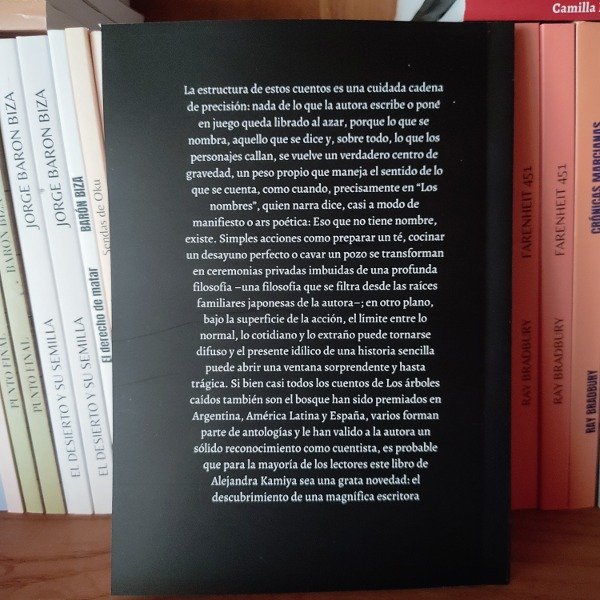 Camilla
La estructura de estos cuentos es una cuidada cadena
de precisión: nada de lo que la autora escribe o pone
en juego queda librado al azar, porque lo que se
nombra, aquello que se dice y, sobre todo, lo que los
personajes callan, se vuelve un verdadero centro de
gravedad, un peso propio que maneja el sentido de lo
que se cuenta, como cuando, precisamente en “Los
nombres”, quien narra dice, casi a modo de
manifiesto o ars poética: Eso que no tiene nombre,
existe. Simples acciones como preparar un té, cocinar
un desayuno perfecto o cavar un pozo se transforman
en ceremonias privadas imbuidas de una profunda
filosofía –una filosofía que se filtra desde las raíces
familiares japonesas de la autora–; en otro plano,
bajo la superficie de la acción, el límite entre lo
normal, lo cotidiano y lo extraño puede tornarse
difuso y el presente idílico de una historia sencilla
puede abrir una ventana sorprendente y hasta
trágica. Si bien casi todos los cuentos de Los árboles
caídos también son el bosque han sido premiados en
Argentina, América Latina y España, varios forman
parte de antologías y le han valido a la autora un
sólido reconocimiento como cuentista, es probable
que para la mayoría de los lectores este libro de
Alejandra Kamiya sea una grata novedad: el
descubrimiento de una magnífica escritora
PUNTO FINAL BARON BIZA
PUNTO FINAL
EL DESIERTO Y SU SEMILLA JORGE BARON BIZA
EL DESIERTO Y SU SEMILLA JORGE BARON BIZA
El derecho de matar BARÓN BIZA
Sendas de Oku
RAY BRADBURY FARENHEIT 451
RAY BRADBURY FARENHEIT 451
RAY BRADBURY CRÓNICAS MARCIANAS